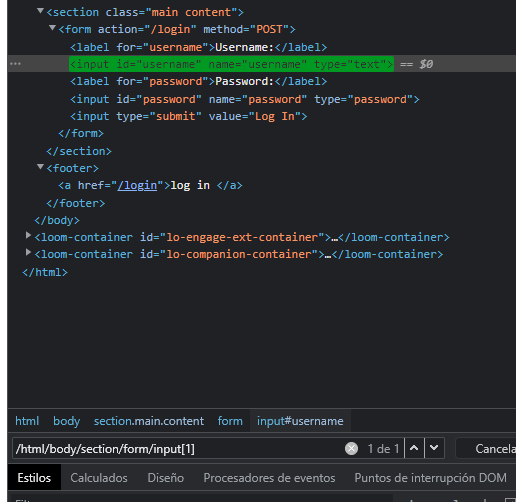 ▼<section class="main content">
▼<form action="/login" method="POST">
<label for="username">Username:</label>
··· <input id="username" name="username" type="text"> == $0
<label for="password">Password:</label>
<input id="password" name="password" type="password">
<input type="submit" value="Log In">
</form>
</section>
▼<footer>
<a href="/login">log in </a>
</footer>
</body>
▶<loom-container id="lo-engage-ext-container">…</loom-container>
▶<loom-container id="lo-companion-container">…</loom-container>
</html>
html body section.main.content form input#username
/html/body/section/form/input[1] 1 de 1 Cancela
Estilos Calculados Diseño Procesadores de eventos Puntos de interrupción DOM